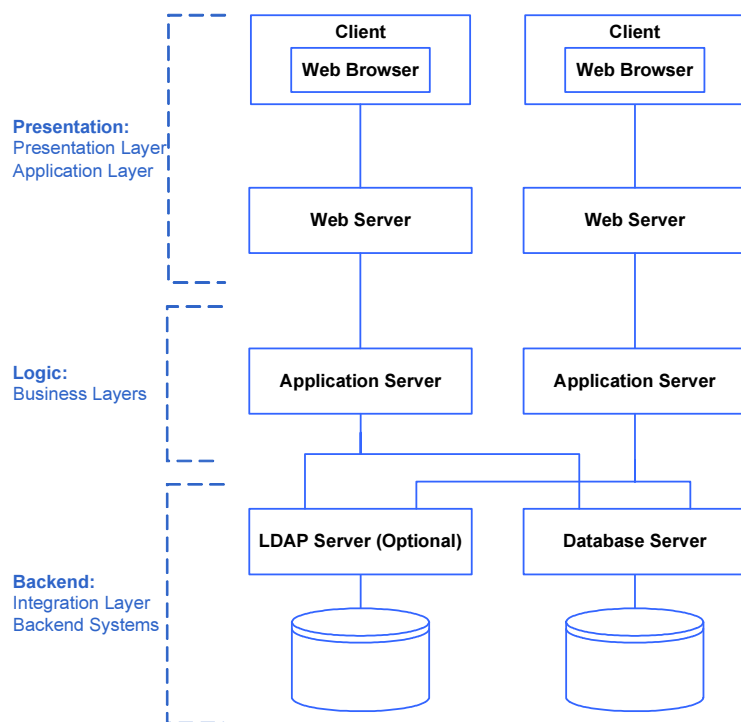 Client
Web Browser
Client
Web Browser
Presentation:
Presentation Layer
Application Layer
Web Server
Web Server
Logic:
Business Layers
Application Server
Application Server
LDAP Server (Optional)
Database Server
Backend:
Integration Layer
Backend Systems